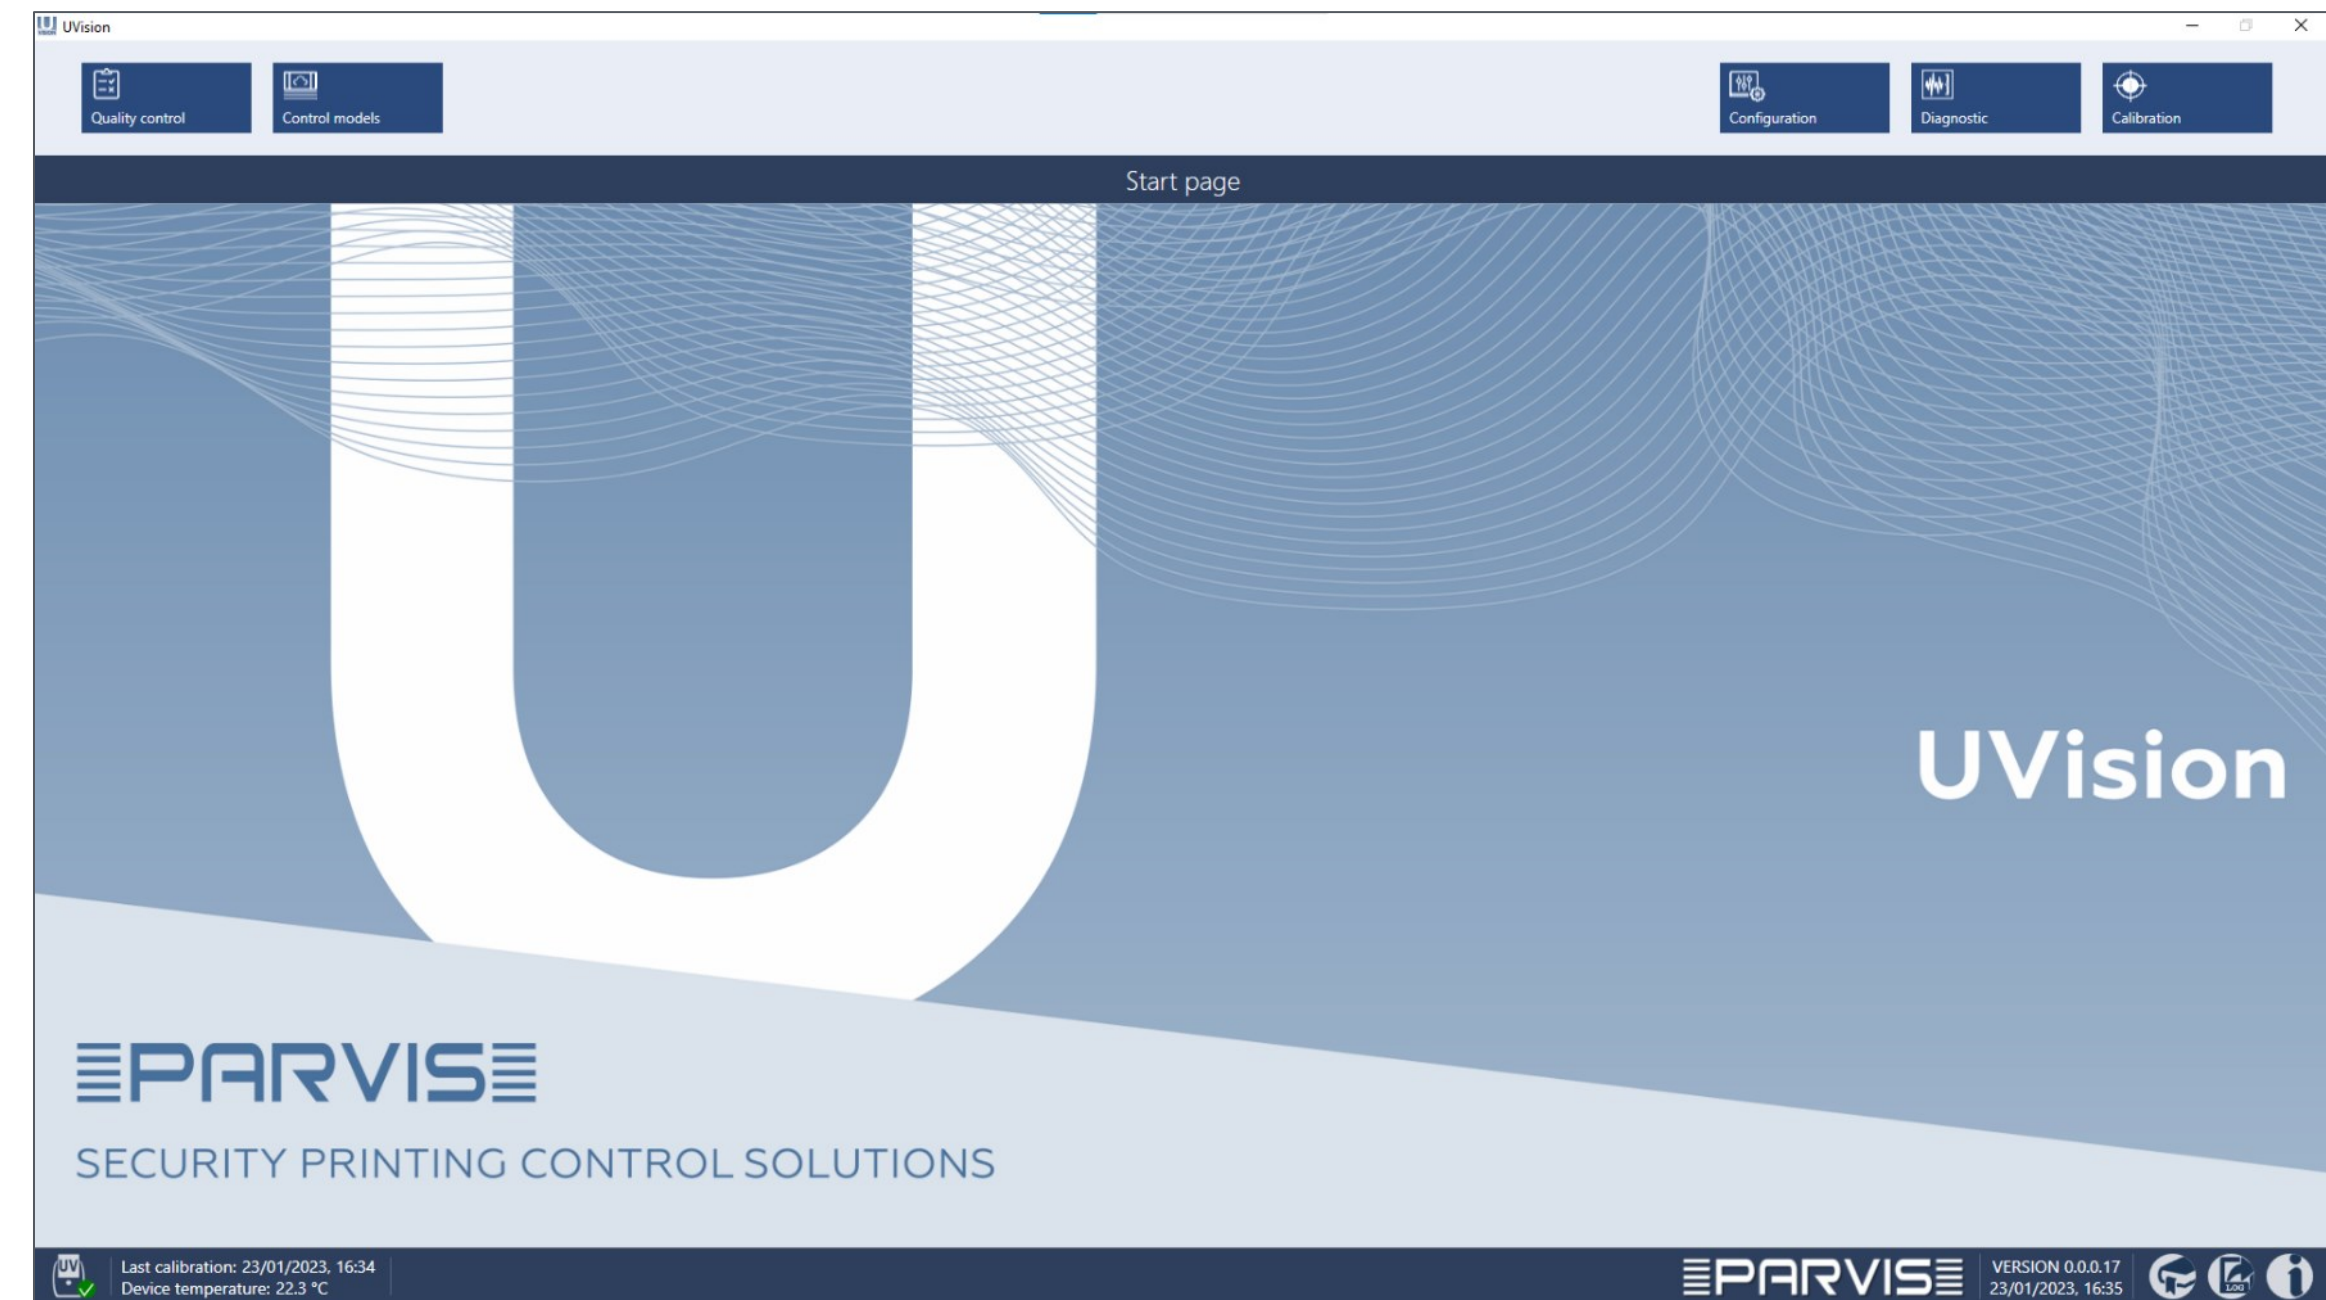 UVision
Quality control
Control models
Configuration
Diagnostic
Calibration
Start page
UVision
PARVIS
SECURITY PRINTING CONTROL SOLUTIONS
UV
Last calibration: 23/01/2023, 16:34
Device temperature: 22.3 °C
PARVIS
VERSION 0.0.0.17
23/01/2023, 16:35
LOG